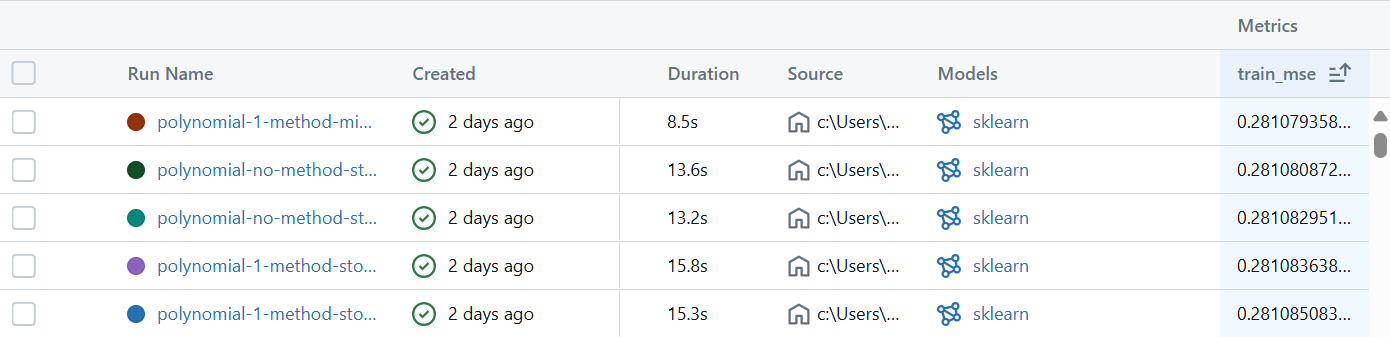 Metrics
Run Name Created Duration Source Models train_mse
polynomial-1-method-mi... 2 days ago 8.5s c:\Users\... sklearn 0.281079358...
polynomial-no-method-st... 2 days ago 13.6s c:\Users\... sklearn 0.281080872...
polynomial-no-method-st... 2 days ago 13.2s c:\Users\... sklearn 0.281082951...
polynomial-1-method-sto... 2 days ago 15.8s c:\Users\... sklearn 0.281083638...
polynomial-1-method-sto... 2 days ago 15.3s c:\Users\... sklearn 0.281085083...